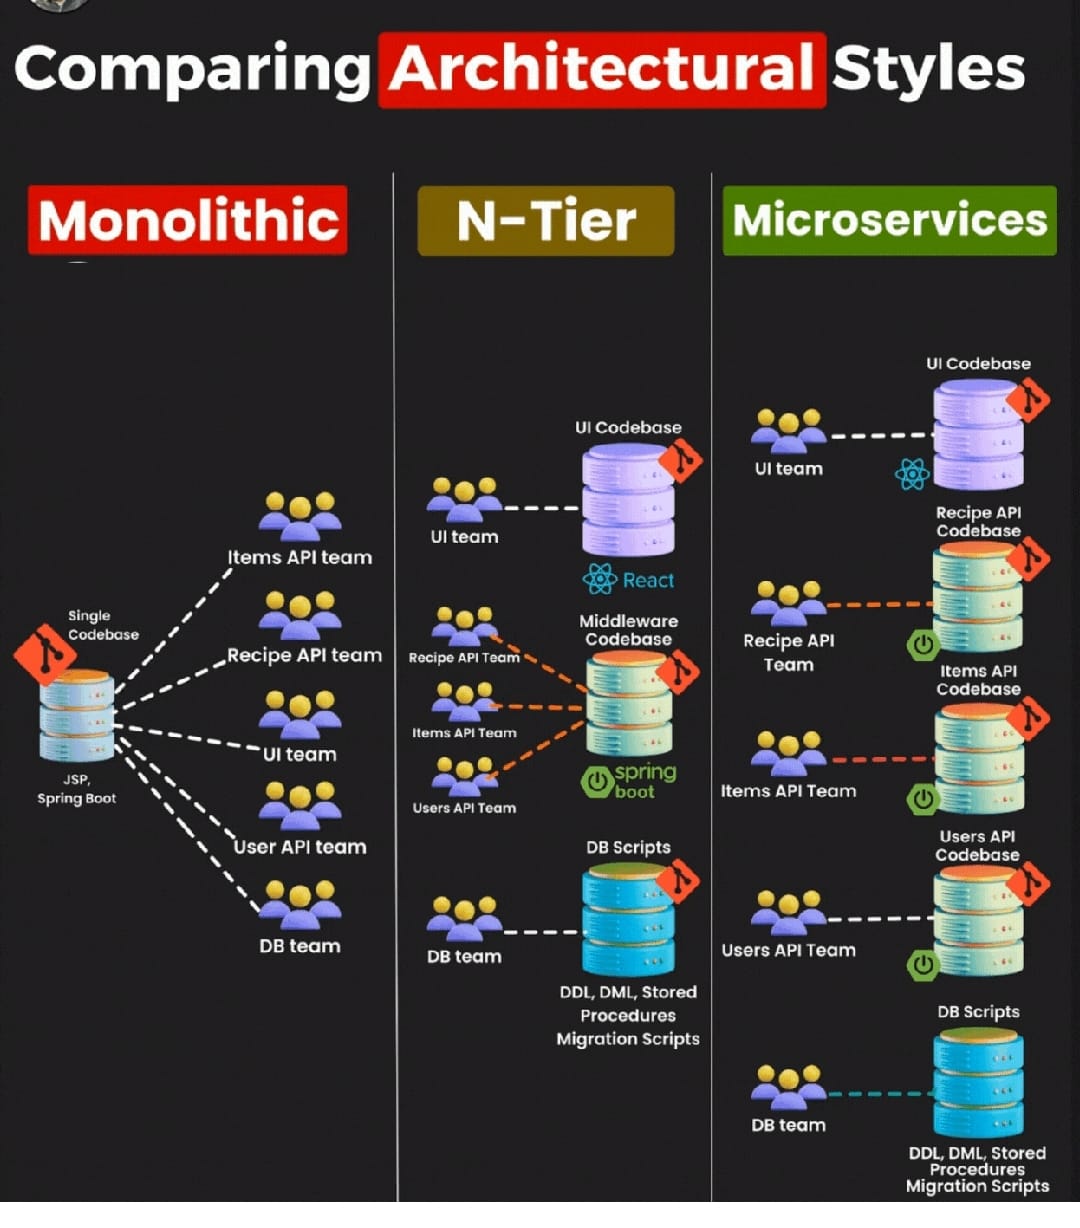 Comparing Architectural Styles
Monolithic
Single
Codebase
JSP,
Spring Boot
Items API team
Recipe API team
UI team
User API team
DB team
N-Tier
UI Codebase
UI team
React
Middleware
Codebase
Recipe API Team
Items API Team
Users API Team
spring
boot
DB Scripts
DB team
DDL, DML, Stored
Procedures
Migration Scripts
Microservices
UI Codebase
UI team
Recipe API
Codebase
Recipe API
Team
Items API
Codebase
Items API Team
Users API
Codebase
Users API Team
DB Scripts
DB team
DDL, DML, Stored
Procedures
Migration Scripts